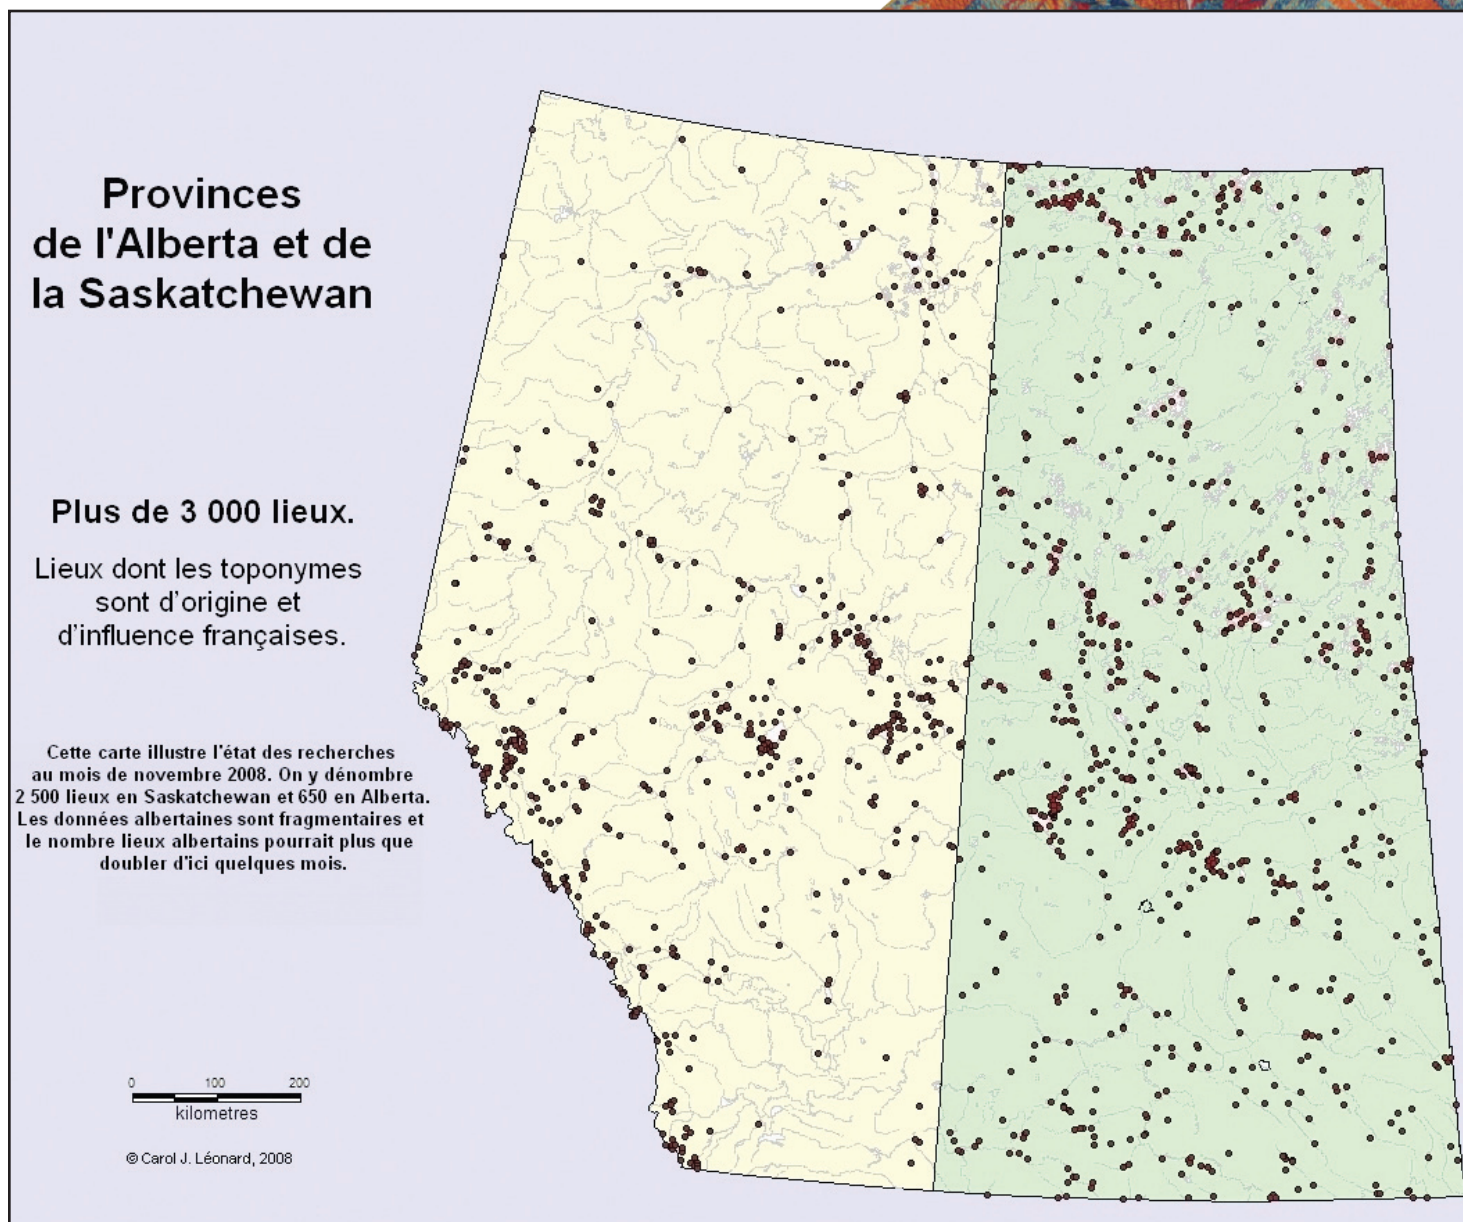 Provinces
de l'Alberta et de
la Saskatchewan
Plus de 3 000 lieux.
Lieux dont les toponymes
sont d'origine et
d'influence françaises.
Cette carte illustre l'état des recherches
au mois de novembre 2008. On y dénombre
2 500 lieux en Saskatchewan et 650 en Alberta.
Les données albertaines sont fragmentaires et
le nombre lieux albertains pourrait plus que
doubler d'ici quelques mois.
0 100 200
kilometres
© Carol J. Léonard, 2008